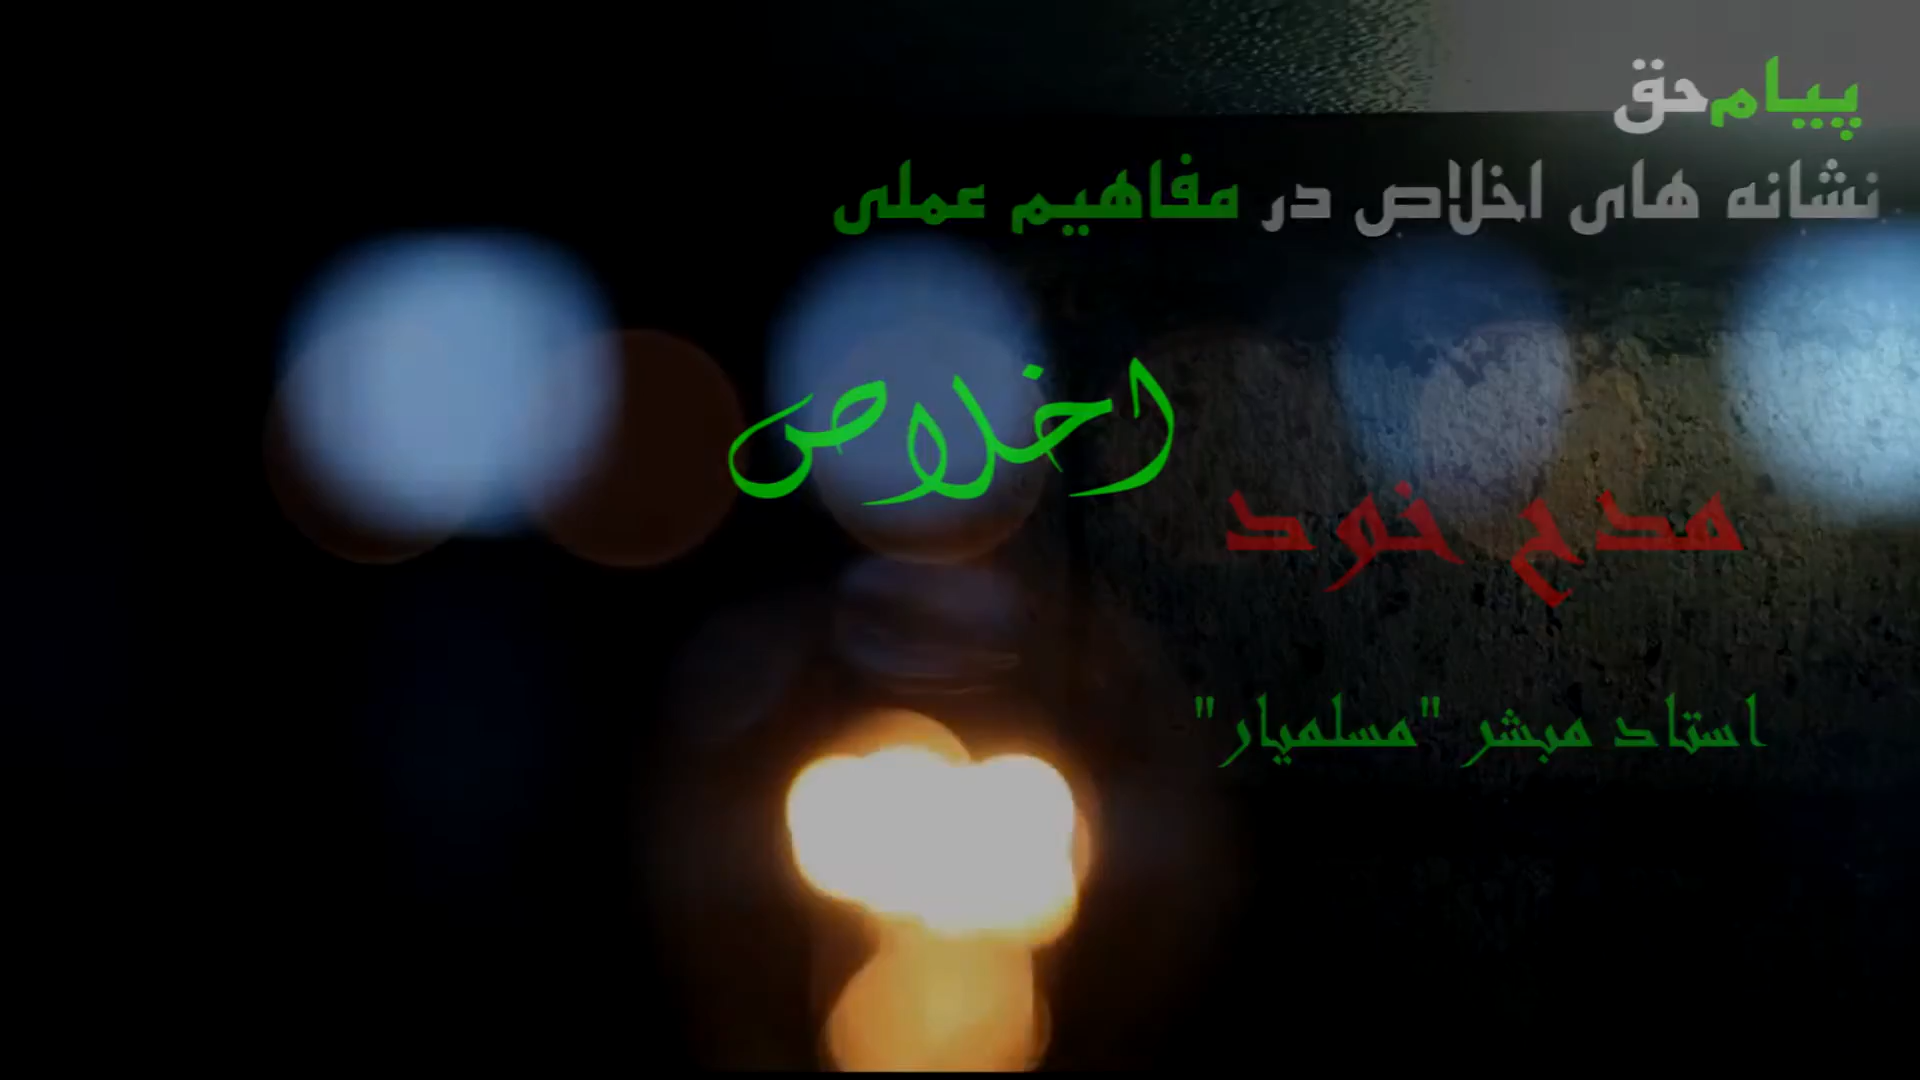 پیام حق
نشانه های اخلاص در مفاهیم عملی
اخلاص
مدح خود
استاد مبشر "مسلمیار"